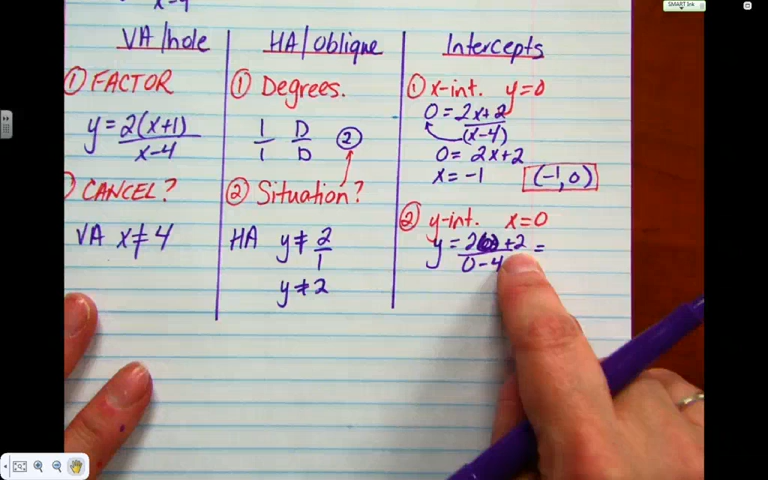 x-4
VA/hole
① FACTOR
y = 2(x+1)
x-4
CANCEL?
VA x ≠ 4
HA/Oblique
① Degrees.
1/1 D/D ②
② Situation?
HA y ≠ 2/1
y ≠ 2
Intercepts
① x-int. y=0
0 = 2x+2
(x-4)
0 = 2x+2
x = -1 (-1,0)
② y-int. x=0
y = 2(0)+2 =
0-4
SMART Ink